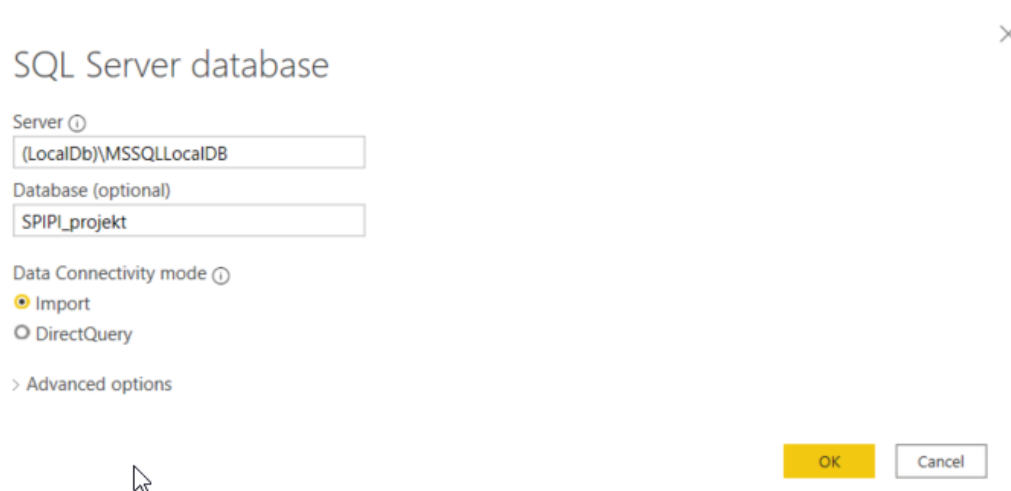 SQL Server database
Server
(LocalDb)\MSSQLLocalDB
Database (optional)
SPIPI_projekt
Data Connectivity mode
Import
DirectQuery
Advanced options
OK Cancel